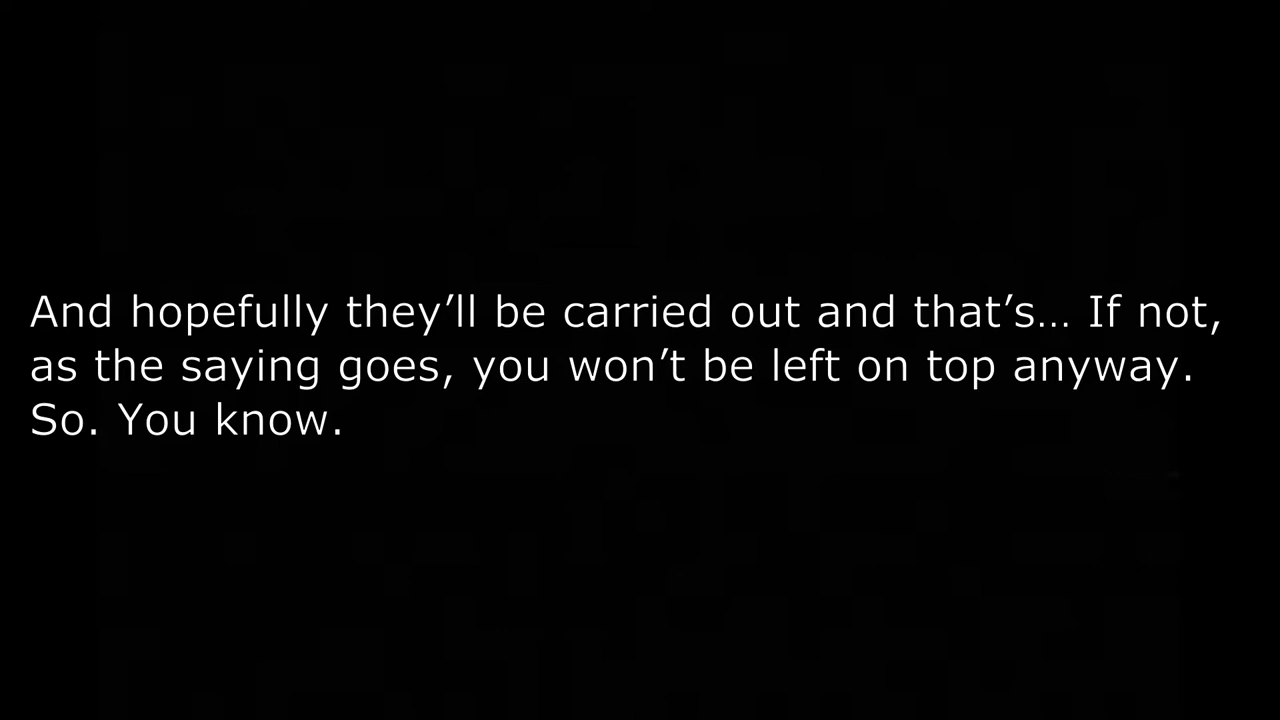 And hopefully they’ll be carried out and that’s… If not,
as the saying goes, you won’t be left on top anyway.
So. You know.